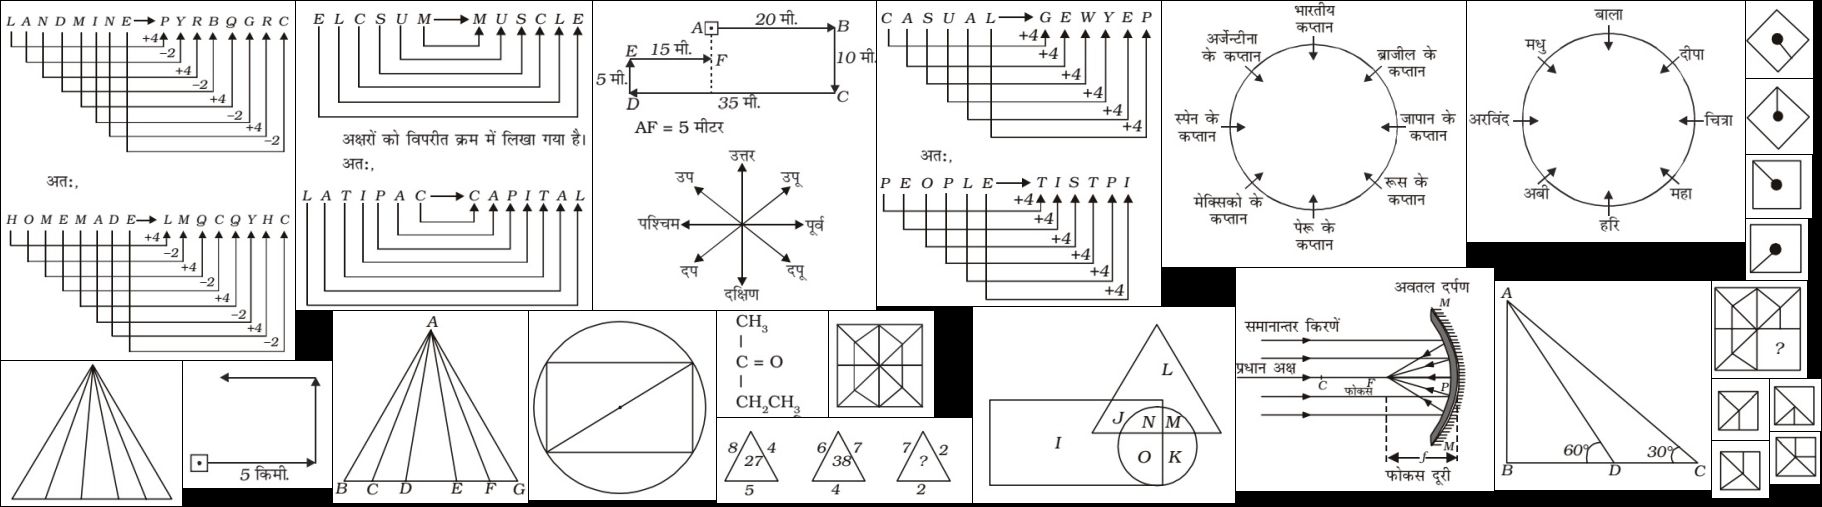 L A N D M I N E P Y R B Q G R C
+4
-2
+4
-2
+4
-2
+4
-2
अत:,
H O M E M A D E L M Q C Q Y H C
+4
-2
+4
-2
+4
-2
+4
-2
E L C S U M M U S C L E
अक्षरों को विपरीत क्रम में लिखा गया है।
अत:,
L A T I P A C C A P I T A L
A 20 मी. B
E 15 मी. F 10 मी.
5 मी.
D 35 मी. C
AF = 5 मीटर
उत्तर
उप उपू
पश्चिम पूर्व
दप दपू
दक्षिण
C A S U A L G E W Y E P
+4
+4
+4
+4
+4
+4
अत:,
P E O P L E T I S T P I
+4
+4
+4
+4
+4
+4
भारतीय
कप्तान
अर्जेन्टीना
के कप्तान
ब्राजील के
कप्तान
स्पेन के
कप्तान
जापान के
कप्तान
मेक्सिको के
कप्तान
रूस के
कप्तान
पेरू के
कप्तान
बाला
मधु दीपा
अरविंद चित्रा
अबी महा
हरि
5 किमी.
A
B C D E F G
CH3
C = O
CH2CH3
8 4 27 5
6 7 38 4
7 2 ? 2
L
J N M
I O K
अवतल दर्पण
M
समानान्तर किरणें
प्रधान अक्ष
C F P
फोकस
M
f
फोकस दूरी
A
60° 30°
B D C
?